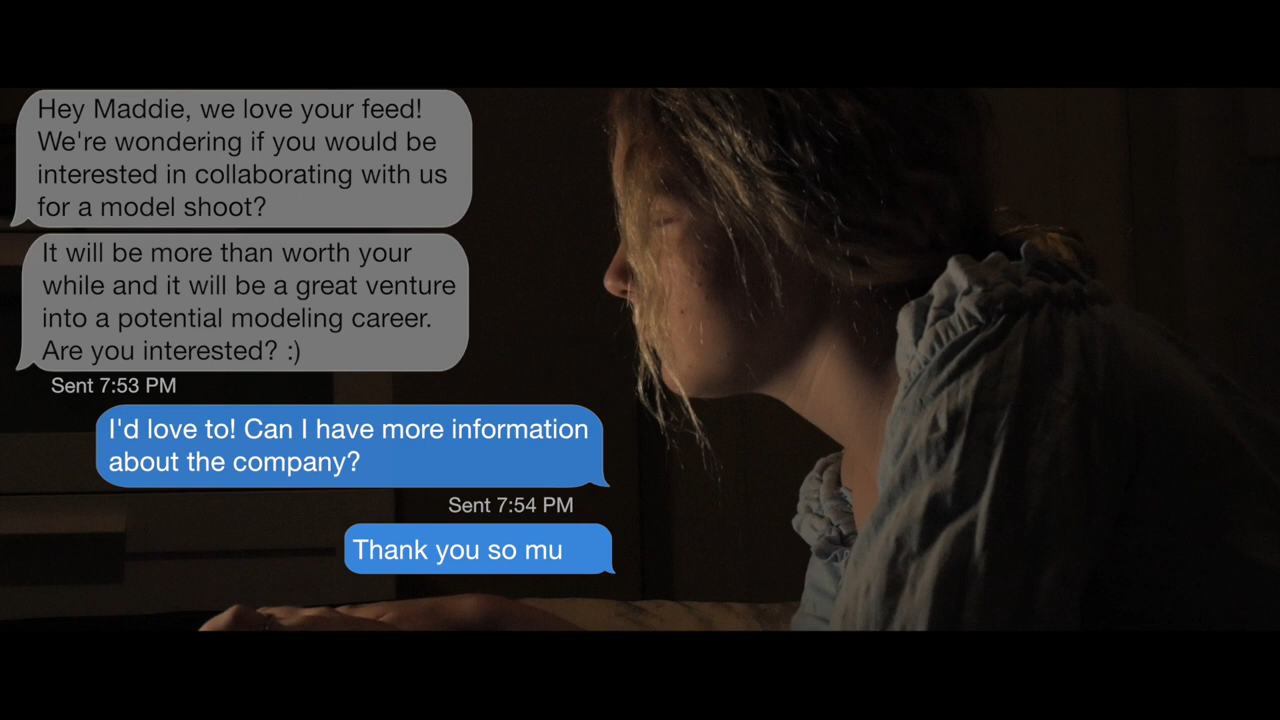 Hey Maddie, we love your feed!
We're wondering if you would be
interested in collaborating with us
for a model shoot?
It will be more than worth your
while and it will be a great venture
into a potential modeling career.
Are you interested? :)
Sent 7:53 PM
I'd love to! Can I have more information
about the company?
Sent 7:54 PM
Thank you so mu